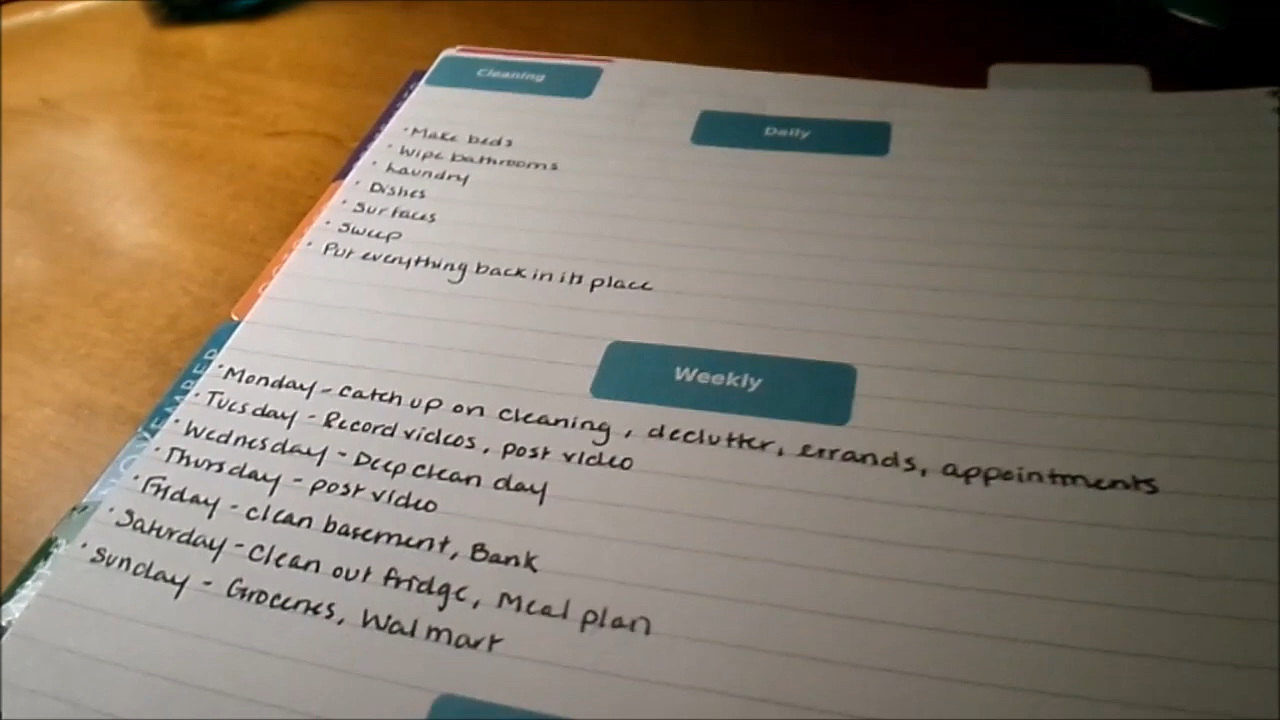 Cleaning
Daily
· Make beds
· Wipe bathrooms
· Laundry
· Dishes
· Surfaces
· Sweep
· Put everything back in its place
Weekly
· Monday - catch up on cleaning, declutter, errands, appointments
· Tuesday - Record videos, post video
· Wednesday - Deep clean day
· Thursday - post video
· Friday - clean basement, Bank
· Saturday - Clean out fridge, Meal plan
· Sunday - Groceries, Walmart
NOVEMBER